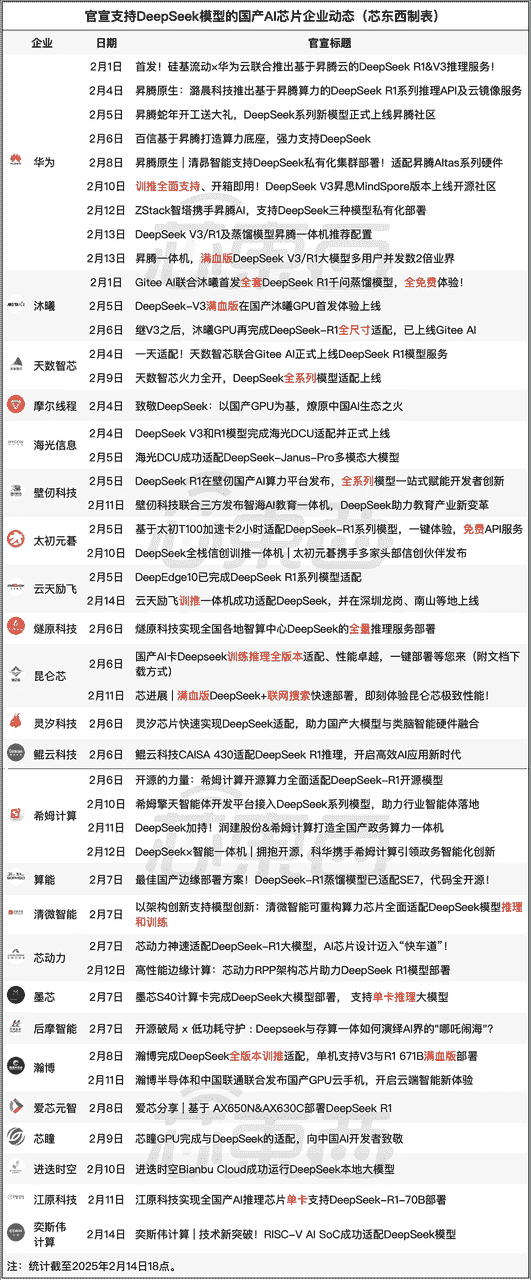 官宣支持DeepSeek模型的国产AI芯片企业动态（芯东西制表）
企业 日期 官宣标题
华为
2月1日 首发！硅基流动×华为云联合推出基于昇腾云的DeepSeek R1&V3推理服务！
2月4日 昇腾原生：潞晨科技推出基于昇腾算力的DeepSeek R1系列推理API及云镜像服务
2月5日 昇腾蛇年开工送大礼，DeepSeek系列新模型正式上线昇腾社区
2月6日 百信基于昇腾打造算力底座，强力支持DeepSeek
2月8日 昇腾原生 | 清昴智能支持DeepSeek私有化集群部署！适配昇腾Altas系列硬件
2月10日 训推全面支持、开箱即用！DeepSeek V3昇思MindSpore版本上线开源社区
2月12日 ZStack智塔携手昇腾AI，支持DeepSeek三种模型私有化部署
2月13日 DeepSeek V3/R1及蒸馏模型昇腾一体机推荐配置
2月13日 昇腾一体机，满血版DeepSeek V3/R1大模型多用户并发数2倍业界
沐曦
2月1日 Gitee AI联合沐曦首发全套DeepSeek R1千问蒸馏模型，全免费体验！
2月5日 DeepSeek-V3满血版在国产沐曦GPU首发体验上线
2月6日 继V3之后，沐曦GPU再完成DeepSeek-R1全尺寸适配，已上线Gitee AI
天数智芯
2月4日 一天适配！天数智芯联合Gitee AI正式上线DeepSeek R1模型服务
2月9日 天数智芯火力全开，DeepSeek全系列模型适配上线
摩尔线程 2月4日 致敬DeepSeek：以国产GPU为基，燎原中国AI生态之火
海光信息
2月4日 DeepSeek V3和R1模型完成海光DCU适配并正式上线
2月5日 海光DCU成功适配DeepSeek-Janus-Pro多模态大模型
壁仞科技
2月5日 DeepSeek R1在壁仞国产AI算力平台发布，全系列模型一站式赋能开发者创新
2月11日 壁仞科技联合三方发布智海AI教育一体机，DeepSeek助力教育产业新变革
太初元碁
2月5日 基于太初T100加速卡2小时适配DeepSeek-R1系列模型，一键体验，免费API服务
2月10日 DeepSeek全栈信创训推一体机 | 太初元碁携手多家头部信创伙伴发布
云天励飞
2月5日 DeepEdge10已完成DeepSeek R1系列模型适配
2月14日 云天励飞训推一体机成功适配DeepSeek，并在深圳龙岗、南山等地上线
燧原科技 2月6日 燧原科技实现全国各地智算中心DeepSeek的全量推理服务部署
昆仑芯
2月6日 国产AI卡Deepseek训练推理全版本适配、性能卓越，一键部署等您来（附文档下
载方式）
2月11日 芯进展 | 满血版DeepSeek+联网搜索快速部署，即刻体验昆仑芯极致性能！
灵汐科技 2月6日 灵汐芯片快速实现DeepSeek适配，助力国产大模型与类脑智能硬件融合
鲲云科技 2月6日 鲲云科技CAISA 430适配DeepSeek R1推理，开启高效AI应用新时代
希姆计算
2月6日 开源的力量：希姆计算开源算力全面适配DeepSeek-R1开源模型
2月10日 希姆擎天智能体开发平台接入DeepSeek系列模型，助力行业智能体落地
2月11日 DeepSeek加持！润建股份&希姆计算打造全国产政务算力一体机
2月12日 DeepSeek×智能一体机 | 拥抱开源，科华携手希姆计算引领政务智能化创新
算能 2月7日 最佳国产边缘部署方案！DeepSeek-R1蒸馏模型已适配SE7，代码全开源！
清微智能 2月7日 以架构创新支持模型创新：清微智能可重构算力芯片全面适配DeepSeek模型推理
和训练
芯动力
2月7日 芯动力神速适配DeepSeek-R1大模型，AI芯片设计迈入“快车道”！
2月12日 高性能边缘计算：芯动力RPP架构芯片助力DeepSeek R1模型部署
墨芯 2月7日 墨芯S40计算卡完成DeepSeek大模型部署， 支持单卡推理大模型
后摩智能 2月7日 开源破局 x 低功耗守护：Deepseek与存算一体如何演绎AI界的"哪吒闹海"?
瀚博
2月8日 瀚博完成DeepSeek全版本训推适配，单机支持V3与R1 671B满血版部署
2月11日 瀚博半导体和中国联通联合发布国产GPU云手机，开启云端智能新体验
爱芯元智 2月8日 爱芯分享 | 基于 AX650N&AX630C部署DeepSeek R1
芯瞳 2月9日 芯瞳GPU完成与DeepSeek的适配，向中国AI开发者致敬
进迭时空 2月10日 进迭时空Bianbu Cloud成功运行DeepSeek本地大模型
江原科技 2月11日 江原科技实现全国产AI推理芯片单卡支持DeepSeek-R1-70B部署
奕斯伟
计算 2月14日 奕斯伟计算 | 技术新突破！RISC-V AI SoC成功适配DeepSeek模型
注：统计截至2025年2月14日18点。